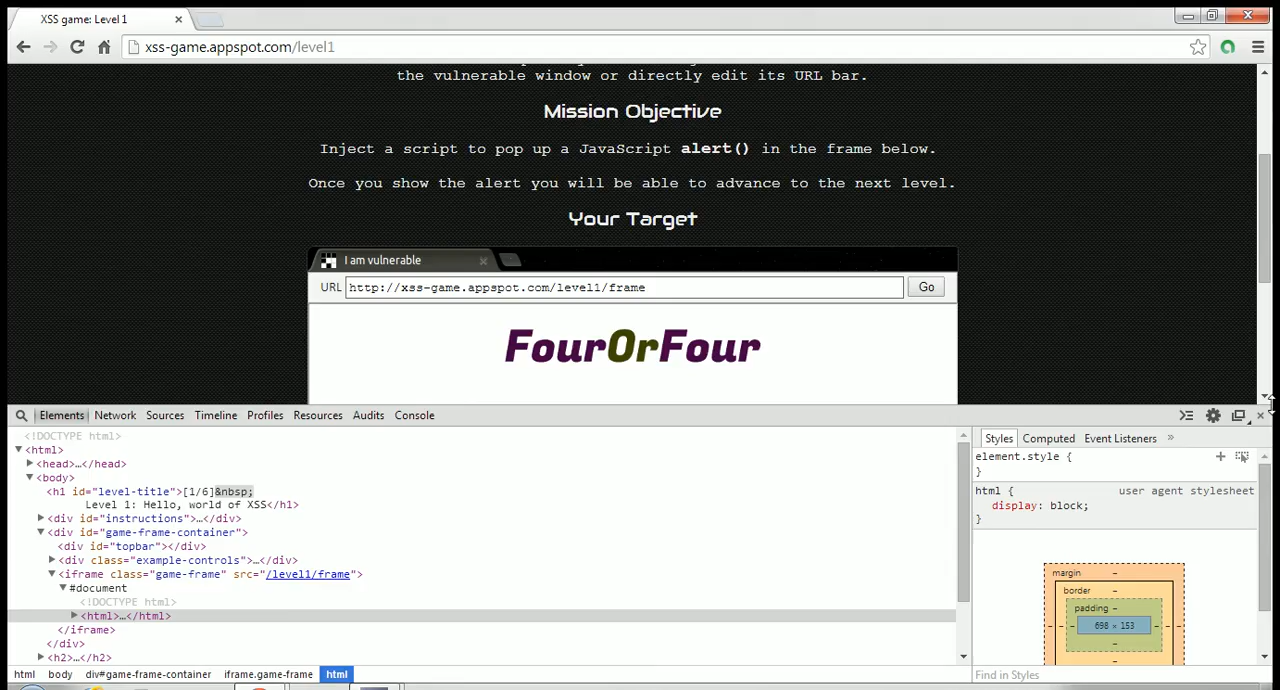 XSS game: Level 1
xss-game.appspot.com/level1
the vulnerable window or directly edit its URL bar.
Mission Objective
Inject a script to pop up a JavaScript alert() in the frame below.
Once you show the alert you will be able to advance to the next level.
Your Target
I am vulnerable
URL http://xss-game.appspot.com/level1/frame Go
FourOrFour
Elements Network Sources Timeline Profiles Resources Audits Console
<!DOCTYPE html>
<html>
<head>…</head>
<body>
<h1 id="level-title">[1/6]&nbsp;
Level 1: Hello, world of XSS</h1>
<div id="instructions">…</div>
<div id="game-frame-container">
<div id="topbar"></div>
<div class="example-controls">…</div>
<iframe class="game-frame" src="/level1/frame">
#document
<!DOCTYPE html>
<html>…</html>
</iframe>
</div>
<h2>…</h2>
html body div#game-frame-container iframe.game-frame html
Styles Computed Event Listeners »
element.style {
}
html { user agent stylesheet
display: block;
}
margin –
border –
padding –
– – – 698 × 153 – – –
–
–
Find in Styles